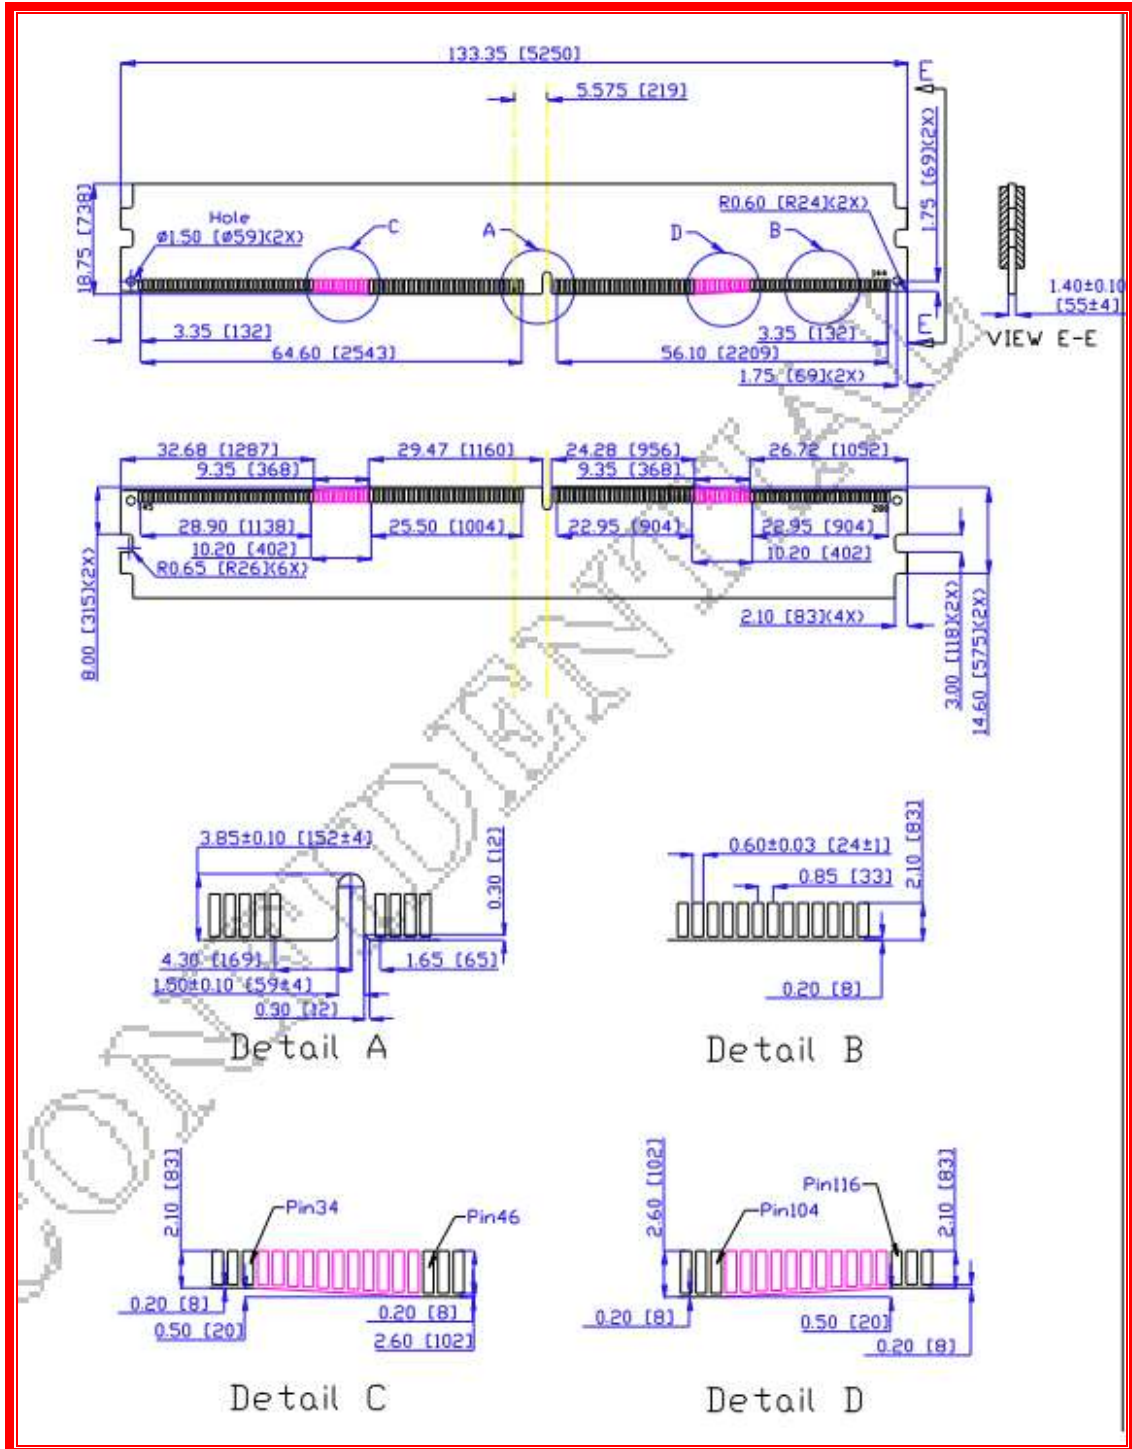 133.35 [5250]
5.575 [219]
E
1.75 [69](2X)
R0.60 [R24](2X)
18.75 [738]
Hole
Ø1.50 [Ø59](2X)
C
A
D
B
144
1.40±0.10
[55±4]
3.35 [132]
3.35 [132]
E
VIEW E-E
64.60 [2543]
56.10 [2209]
1.75 [69](2X)
32.68 [1287]
29.47 [1160]
24.28 [956]
26.72 [1052]
9.35 [368]
9.35 [368]
145
288
28.90 [1138]
25.50 [1004]
22.95 [904]
22.95 [904]
10.20 [402]
10.20 [402]
R0.65 [R26](6X)
8.00 [315](2X)
2.10 [83](4X)
3.00 [118](2X)
14.60 [575](2X)
CONFIDENTIAL
3.85±0.10 [152±4]
0.30 [12]
4.30 [169]
1.65 [65]
1.50±0.10 [59±4]
0.30 [12]
Detail A
0.60±0.03 [24±1]
0.85 [33]
2.10 [83]
0.20 [8]
Detail B
2.10 [83]
Pin34
Pin46
0.20 [8]
0.50 [20]
0.20 [8]
2.60 [102]
Detail C
2.60 [102]
Pin116
Pin104
2.10 [83]
0.20 [8]
0.50 [20]
0.20 [8]
Detail D